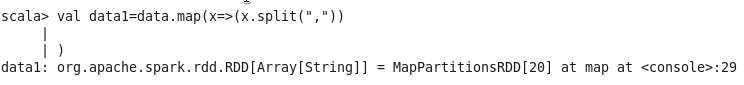 scala> val data1=data.map(x=>(x.split(","))
     |
     | )
data1: org.apache.spark.rdd.RDD[Array[String]] = MapPartitionsRDD[20] at map at <console>:29